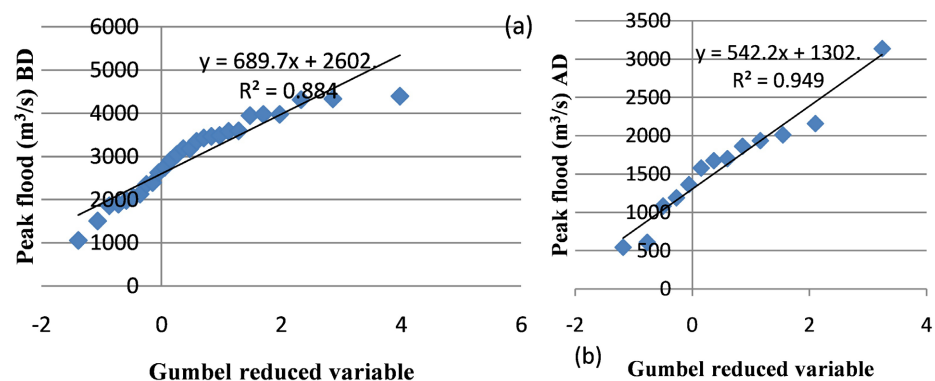 (a)
Peak flood (m³/s) BD
6000
5000
4000
3000
2000
1000
0
y = 689.7x + 2602.
R² = 0.884
-2 0 2 4 6
Gumbel reduced variable
(b)
Peak flood (m³/s) AD
3500
3000
2500
2000
1500
1000
500
0
y = 542.2x + 1302.
R² = 0.949
-2 0 2 4
Gumbel reduced variable